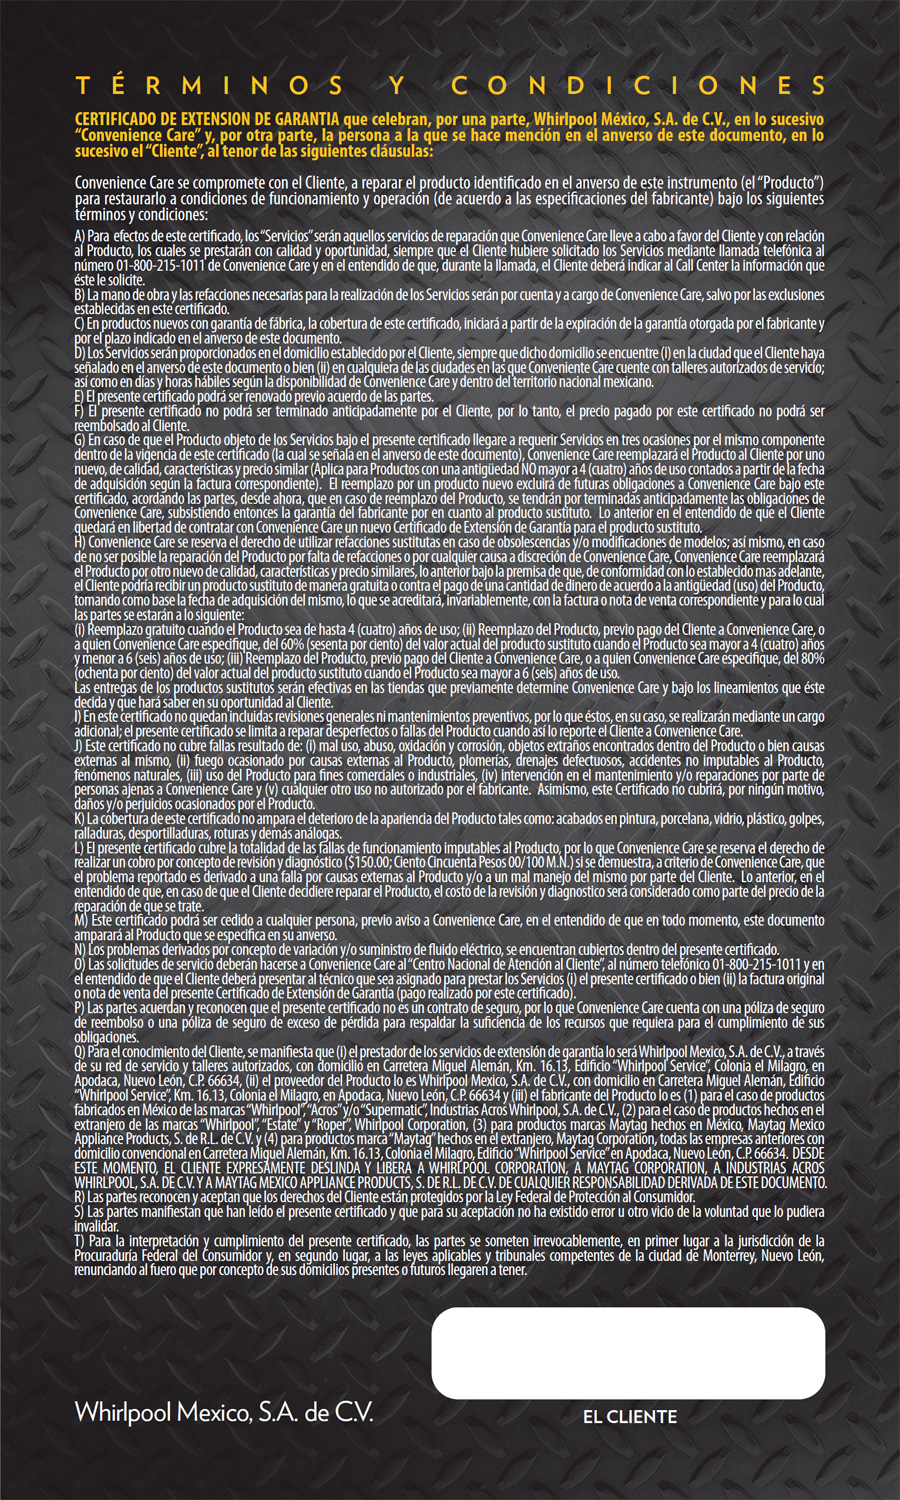 TÉRMINOS Y CONDICIONES
CERTIFICADO DE EXTENSION DE GARANTIA que celebran, por una parte, Whirlpool México, S.A. de C.V., en lo sucesivo
“Convenience Care” y, por otra parte, la persona a la que se hace mención en el anverso de este documento, en lo
sucesivo el “Cliente”, al tenor de las siguientes cláusulas:
Convenience Care se compromete con el Cliente, a reparar el producto identificado en el anverso de este instrumento (el “Producto”)
para restaurarlo a condiciones de funcionamiento y operación (de acuerdo a las especificaciones del fabricante) bajo los siguientes
términos y condiciones:
A) Para efectos de este certificado, los “Servicios” serán aquellos servicios de reparación que Convenience Care lleve a cabo a favor del Cliente y con relación
al Producto, los cuales se prestarán con calidad y oportunidad, siempre que el Cliente hubiere solicitado los Servicios mediante llamada telefónica al
número 01-800-215-1011 de Convenience Care y en el entendido de que, durante la llamada, el Cliente deberá indicar al Call Center la información que
éste le solicite.
B) La mano de obra y las refacciones necesarias para la realización de los Servicios serán por cuenta y a cargo de Convenience Care, salvo por las exclusiones
establecidas en este certificado.
C) En productos nuevos con garantía de fábrica, la cobertura de este certificado, iniciará a partir de la expiración de la garantía otorgada por el fabricante y
por el plazo indicado en el anverso de este documento.
D) Los Servicios serán proporcionados en el domicilio establecido por el Cliente, siempre que dicho domicilio se encuentre (i) en la ciudad que el Cliente haya
señalado en el anverso de este documento o bien (ii) en cualquiera de las ciudades en las que Conveniente Care cuente con talleres autorizados de servicio;
así como en días y horas hábiles según la disponibilidad de Convenience Care y dentro del territorio nacional mexicano.
E) El presente certificado podrá ser renovado previo acuerdo de las partes.
F) El presente certificado no podrá ser terminado anticipadamente por el Cliente, por lo tanto, el precio pagado por este certificado no podrá ser
reembolsado al Cliente.
G) En caso de que el Producto objeto de los Servicios bajo el presente certificado llegare a requerir Servicios en tres ocasiones por el mismo componente
dentro de la vigencia de este certificado (la cual se señala en el anverso de este documento), Convenience Care reemplazará el Producto al Cliente por uno
nuevo, de calidad, características y precio similar (Aplica para Productos con una antigüedad NO mayor a 4 (cuatro) años de uso contados a partir de la fecha
de adquisición según la factura correspondiente). El reemplazo por un producto nuevo excluirá de futuras obligaciones a Convenience Care bajo este
certificado, acordando las partes, desde ahora, que en caso de reemplazo del Producto, se tendrán por terminadas anticipadamente las obligaciones de
Convenience Care, subsistiendo entonces la garantía del fabricante por en cuanto al producto sustituto. Lo anterior en el entendido de que el Cliente
quedará en libertad de contratar con Convenience Care un nuevo Certificado de Extensión de Garantía para el producto sustituto.
H) Convenience Care se reserva el derecho de utilizar refacciones sustitutas en caso de obsolescencias y/o modificaciones de modelos; así mismo, en caso
de no ser posible la reparación del Producto por falta de refacciones o por cualquier causa a discreción de Convenience Care, Convenience Care reemplazará
el Producto por otro nuevo de calidad, características y precio similares, lo anterior bajo la premisa de que, de conformidad con lo establecido mas adelante,
el Cliente podría recibir un producto sustituto de manera gratuita o contra el pago de una cantidad de dinero de acuerdo a la antigüedad (uso) del Producto,
tomando como base la fecha de adquisición del mismo, lo que se acreditará, invariablemente, con la factura o nota de venta correspondiente y para lo cual
las partes se estarán a lo siguiente:
(i) Reemplazo gratuito cuando el Producto sea de hasta 4 (cuatro) años de uso; (ii) Reemplazo del Producto, previo pago del Cliente a Convenience Care, o
a quien Convenience Care especifique, del 60% (sesenta por ciento) del valor actual del producto sustituto cuando el Producto sea mayor a 4 (cuatro) años
y menor a 6 (seis) años de uso; (iii) Reemplazo del Producto, previo pago del Cliente a Convenience Care, o a quien Convenience Care especifique, del 80%
(ochenta por ciento) del valor actual del producto sustituto cuando el Producto sea mayor a 6 (seis) años de uso.
Las entregas de los productos sustitutos serán efectivas en las tiendas que previamente determine Convenience Care y bajo los lineamientos que éste
decida y que hará saber en su oportunidad al Cliente.
I) En este certificado no quedan incluidas revisiones generales ni mantenimientos preventivos, por lo que éstos, en su caso, se realizarán mediante un cargo
adicional; el presente certificado se limita a reparar desperfectos o fallas del Producto cuando así lo reporte el Cliente a Convenience Care.
J) Este certificado no cubre fallas resultado de: (i) mal uso, abuso, oxidación y corrosión, objetos extraños encontrados dentro del Producto o bien causas
externas al mismo, (ii) fuego ocasionado por causas externas al Producto, plomerías, drenajes defectuosos, accidentes no imputables al Producto,
fenómenos naturales, (iii) uso del Producto para fines comerciales o industriales, (iv) intervención en el mantenimiento y/o reparaciones por parte de
personas ajenas a Convenience Care y (v) cualquier otro uso no autorizado por el fabricante. Asimismo, este Certificado no cubrirá, por ningún motivo,
daños y/o perjuicios ocasionados por el Producto.
K) La cobertura de este certificado no ampara el deterioro de la apariencia del Producto tales como: acabados en pintura, porcelana, vidrio, plástico, golpes,
ralladuras, desportilladuras, roturas y demás análogas.
L) El presente certificado cubre la totalidad de las fallas de funcionamiento imputables al Producto, por lo que Convenience Care se reserva el derecho de
realizar un cobro por concepto de revisión y diagnóstico ($150.00; Ciento Cincuenta Pesos 00/100 M.N.) si se demuestra, a criterio de Convenience Care, que
el problema reportado es derivado a una falla por causas externas al Producto y/o a un mal manejo del mismo por parte del Cliente. Lo anterior, en el
entendido de que, en caso de que el Cliente decidiere reparar el Producto, el costo de la revisión y diagnostico será considerado como parte del precio de la
reparación de que se trate.
M) Este certificado podrá ser cedido a cualquier prsona, previo aviso a Convenience Care, en el entendido de que en todo momento, este documento
amparará al Producto que se especifica en su anverso.
N) Los problemas derivados por concepto de variación y/o suministro de fluido eléctrico, se encuentran cubiertos dentro del presente certificado.
O) Las solicitudes de servicio deberán hacerse a Convenience Care al “Centro Nacional de Atención al Cliente”, al número telefónico 01-800-215-1011 y en
el entendido de que el Cliente deberá presentar al técnico que sea asignado para prestar los Servicios (i) el presente certificado o bien (ii) la factura original
o nota de venta del presente Certificado de Extensión de Garantía (pago realizado por este certificado).
P) Las partes acuerdan y reconocen que el presente certificado no es un contrato de seguro, por lo que Convenience Care cuenta con una póliza de seguro
de reembolso o una póliza de seguro de exceso de pérdida para respaldar la suficiencia de los recursos que requiera para el cumplimiento de sus
obligaciones.
Q) Para el conocimiento del Cliente, se manifiesta que (i) el prestador de los servicios de extensión de garantía lo será Whirlpool Mexico, S.A. de C.V., a través
de su red de servicio y talleres autorizados, con domicilio en Carretera Miguel Alemán, Km. 16.13, Edificio “Whirlpool Service”, Colonia el Milagro, en
Apodaca, Nuevo León, C.P. 66634, (ii) el proveedor del Producto lo es Whirlpool Mexico, S.A. de C.V., con domicilio en Carretera Miguel Alemán, Edificio
“Whirlpool Service”, Km. 16.13, Colonia el Milagro, en Apodaca, Nuevo León, C.P. 66634 y (iii) el fabricante del Producto lo es (1) para el caso de productos
fabricados en México de las marcas “Whirlpool” “Acros” y/o “Supermatic”, Industrias Acros Whirlpool, S.A. de C.V., (2) para el caso de productos hechos en el
extranjero de las marcas “Whirlpool”, “Estate” y “Roper”, Whirlpool Corporation, (3) para productos marcas Maytag hechos en México, Maytag Mexico
Appliance Products, S. de R.L. de C.V. y (4) para productos marca “Maytag” hechos en el extranjero, Maytag Corporation, todas las empresas anteriores con
domicilio convencional en Carretera Miguel Alemán, Km. 16.13, Colonia el Milagro, Edificio “Whirlpool Service” en Apodaca, Nuevo León, C.P. 66634. DESDE
ESTE MOMENTO, EL CLIENTE EXPRESAMENTE DESLINDA Y LIBERA A WHIRLPOOL CORPORATION, A MAYTAG CORPORATION, A INDUSTRIAS ACROS
WHIRLPOOL, S.A. DE C.V. Y A MAYTAG MEXICO APPLIANCE PRODUCTS, S. DE R.L. DE C.V. DE CUALQUIER RESPONSABILIDAD DERIVADA DE ESTE DOCUMENTO.
R) Las partes reconocen y aceptan que los derechos del Cliente están protegidos por la Ley Federal de Protección al Consumidor.
S) Las partes manifiestan que han leído el presente certificado y que para su aceptación no ha existido error u otro vicio de la voluntad que lo pudiera
invalidar.
T) Para la interpretación y cumplimiento del presente certificado, las partes se someten irrevocablemente, en primer lugar a la jurisdicción de la
Procuraduría Federal del Consumidor y, en segundo lugar, a las leyes aplicables y tribunales competentes de la ciudad de Monterrey, Nuevo León,
renunciando al fuero que por concepto de sus domicilios presentes o futuros llegaren a tener.
Whirlpool Mexico, S.A. de C.V.
EL CLIENTE